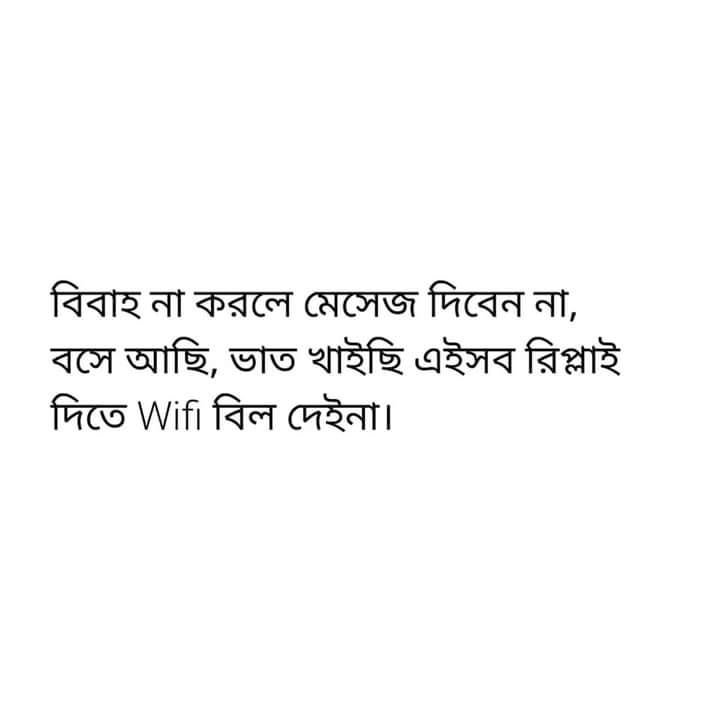 বিবাহ না করলে মেসেজ দিবেন না,
বসে আছি, ভাত খাইছি এইসব রিপ্লাই
দিতে Wifi বিল দেইনা।